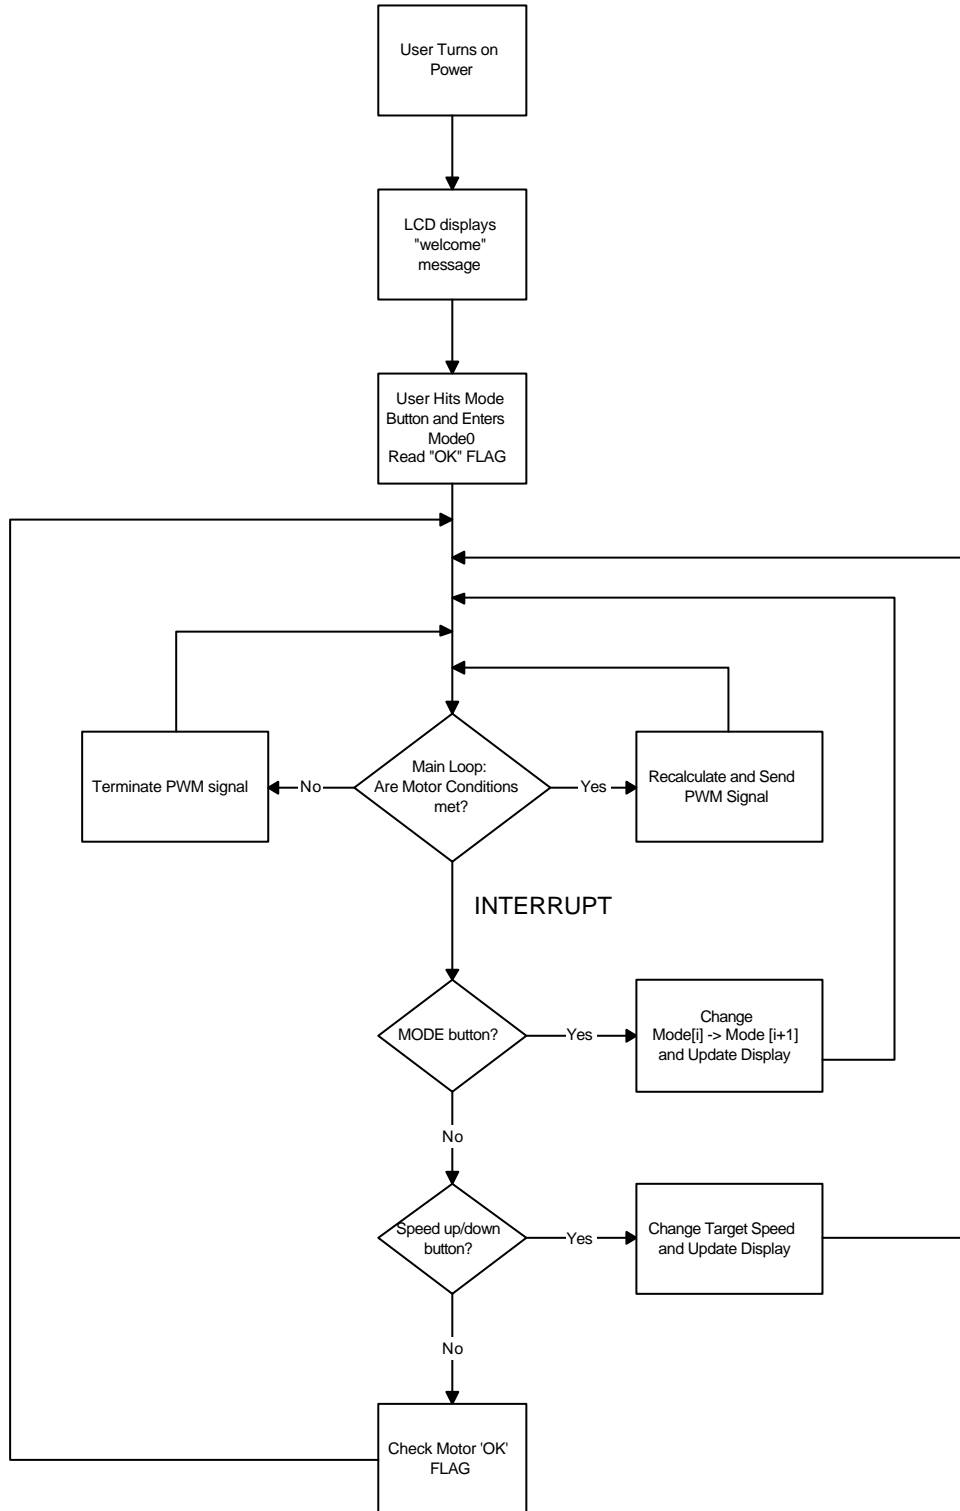 User Turns on
Power
LCD displays
"welcome"
message
User Hits Mode
Button and Enters
Mode0
Read "OK" FLAG
Terminate PWM signal
No
Main Loop:
Are Motor Conditions
met?
Yes
Recalculate and Send
PWM Signal
INTERRUPT
MODE button?
Yes
Change
Mode[i] -> Mode [i+1]
and Update Display
No
Speed up/down
button?
Yes
Change Target Speed
and Update Display
No
Check Motor 'OK'
FLAG